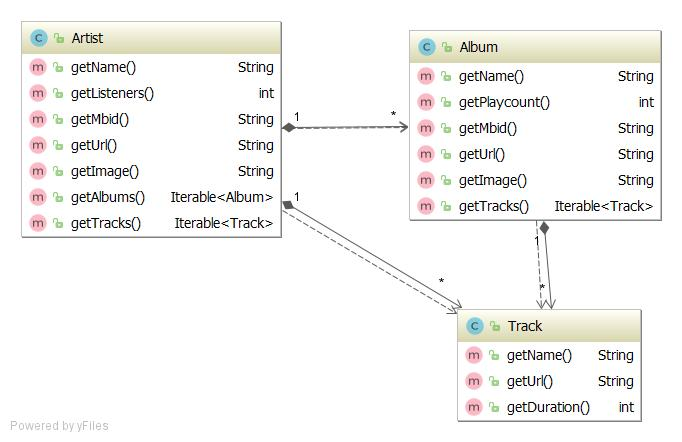 Artist
getName() String
getListeners() int
getMbid() String
getUrl() String
getImage() String
getAlbums() Iterable<Album>
getTracks() Iterable<Track>
1
*
1
*
Album
getName() String
getPlaycount() int
getMbid() String
getUrl() String
getImage() String
getTracks() Iterable<Track>
1
*
Track
getName() String
getUrl() String
getDuration() int
Powered by yFiles